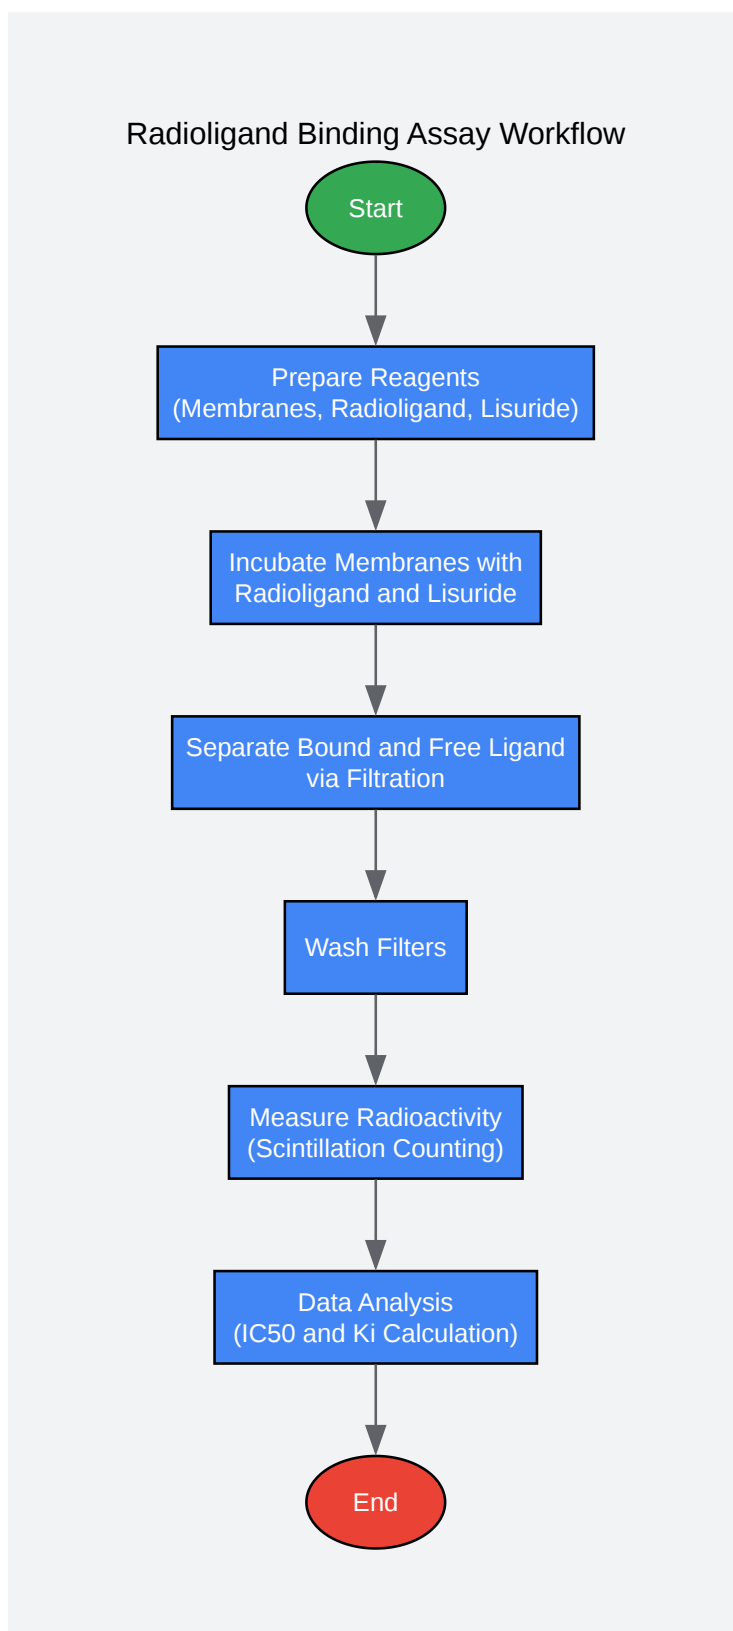 Radioligand Binding Assay Workflow
Start
Prepare Reagents
(Membranes, Radioligand, Lisuride)
Incubate Membranes with
Radioligand and Lisuride
Separate Bound and Free Ligand
via Filtration
Wash Filters
Measure Radioactivity
(Scintillation Counting)
Data Analysis
(IC50 and Ki Calculation)
End